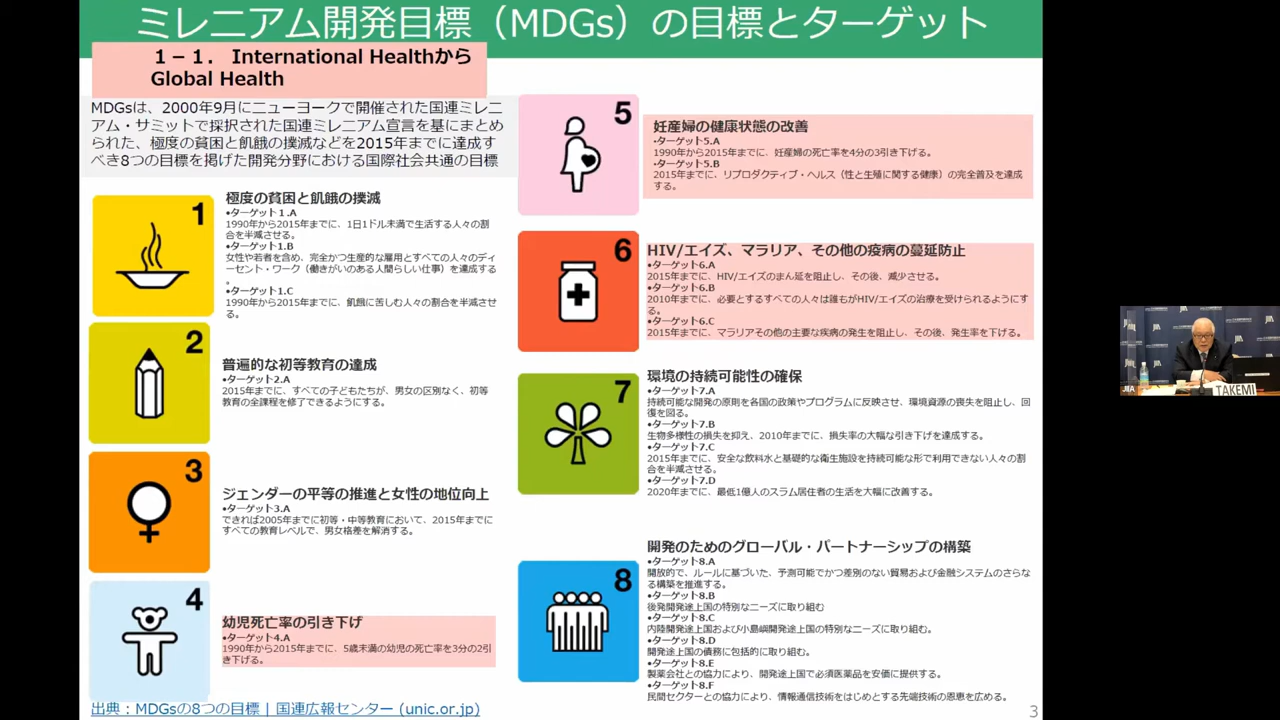 ミレニアム開発目標（MDGs）の目標とターゲット
１－１． International Healthから
Global Health
MDGsは、2000年9月にニューヨークで開催された国連ミレニ
アム・サミットで採択された国連ミレニアム宣言を基にまとめ
られた、極度の貧困と飢餓の撲滅などを2015年までに達成す
べき8つの目標を掲げた開発分野における国際社会共通の目標
1
極度の貧困と飢餓の撲滅
•ターゲット１.A
1990年から2015年までに、1日1ドル未満で生活する人々の割
合を半減させる。
•ターゲット1.B
女性や若者を含め、完全かつ生産的な雇用とすべての人々のディ
ーセント・ワーク（働きがいのある人間らしい仕事）を達成する
。
•ターゲット1.C
1990年から2015年までに、飢餓に苦しむ人々の割合を半減させ
る。
2
普遍的な初等教育の達成
•ターゲット2.A
2015年までに、すべての子どもたちが、男女の区別なく、初等
教育の全課程を修了できるようにする。
3
ジェンダーの平等の推進と女性の地位向上
•ターゲット3.A
できれば2005年までに初等・中等教育において、2015年までに
すべての教育レベルで、男女格差を解消する。
4
幼児死亡率の引き下げ
•ターゲット4.A
1990年から2015年までに、5歳未満の幼児の死亡率を3分の2引
き下げる。
5
妊産婦の健康状態の改善
•ターゲット5.A
1990年から2015年までに、妊産婦の死亡率を4分の3引き下げる。
•ターゲット5.B
2015年までに、リプロダクティブ・ヘルス（性と生殖に関する健康）の完全普及を達成
する。
6
HIV/エイズ、マラリア、その他の疫病の蔓延防止
•ターゲット6.A
2015年までに、HIV/エイズのまん延を阻止し、その後、減少させる。
•ターゲット6.B
2010年までに、必要とするすべての人々は誰もがHIV/エイズの治療を受けられるようにす
る。
•ターゲット6.C
2015年までに、マラリアその他の主要な疾病の発生を阻止し、その後、発生率を下げる。
7
環境の持続可能性の確保
•ターゲット7.A
持続可能な開発の原則を各国の政策やプログラムに反映させ、環境資源の喪失を阻止し、回
復を図る。
•ターゲット7.B
生物多様性の損失を抑え、2010年までに、損失率の大幅な引き下げを達成する。
•ターゲット7.C
2015年までに、安全な飲料水と基礎的な衛生施設を持続可能な形で利用できない人々の割
合を半減させる。
•ターゲット7.D
2020年までに、最低1億人のスラム居住者の生活を大幅に改善する。
8
開発のためのグローバル・パートナーシップの構築
•ターゲット8.A
開放的で、ルールに基づいた、予測可能でかつ差別のない貿易および金融システムのさらな
る構築を推進する。
•ターゲット8.B
後発開発途上国の特別なニーズに取り組む
•ターゲット8.C
内陸開発途上国および小島嶼開発途上国の特別なニーズに取り組む。
•ターゲット8.D
開発途上国の債務に包括的に取り組む。
•ターゲット8.E
製薬会社との協力により、開発途上国で必須医薬品を安価に提供する。
•ターゲット8.F
民間セクターとの協力により、情報通信技術をはじめとする先端技術の恩恵を広める。
出典：MDGsの8つの目標 | 国連広報センター (unic.or.jp)
3
JIIA
TAKEMI